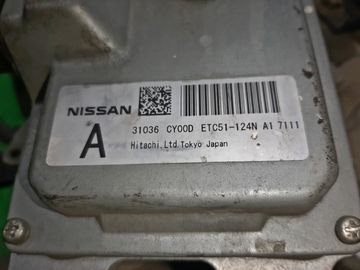 NISSAN
A
31036 CY00D ETC51-124N A1 7111
Hitachi,Ltd.Tokyo Japan